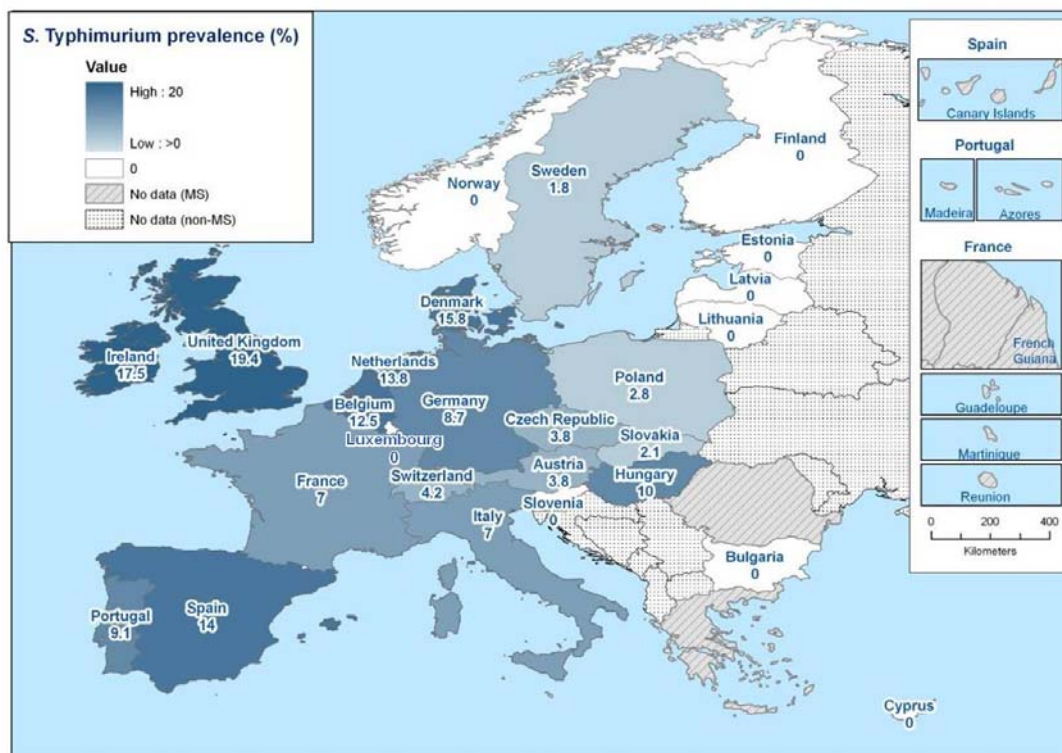 S. Typhimurium prevalence (%)
Value
High : 20
Low : >0
0
No data (MS)
No data (non-MS)
Norway
0
Sweden
1.8
Finland
0
Estonia
0
Latvia
0
Lithuania
0
Denmark
15.8
Ireland
17.5
United Kingdom
19.4
Netherlands
13.8
Belgium
12.5
Germany
8.7
Poland
2.8
Luxembourg
0
Czech Republic
3.8
Slovakia
2.1
France
7
Switzerland
4.2
Austria
3.8
Hungary
10
Italy
7
Slovenia
0
Bulgaria
0
Portugal
9.1
Spain
14
Cyprus
0
Spain
Canary Islands
Portugal
Madeira
Azores
France
French
Guiana
Guadeloupe
Martinique
Reunion
0 200 400
Kilometers